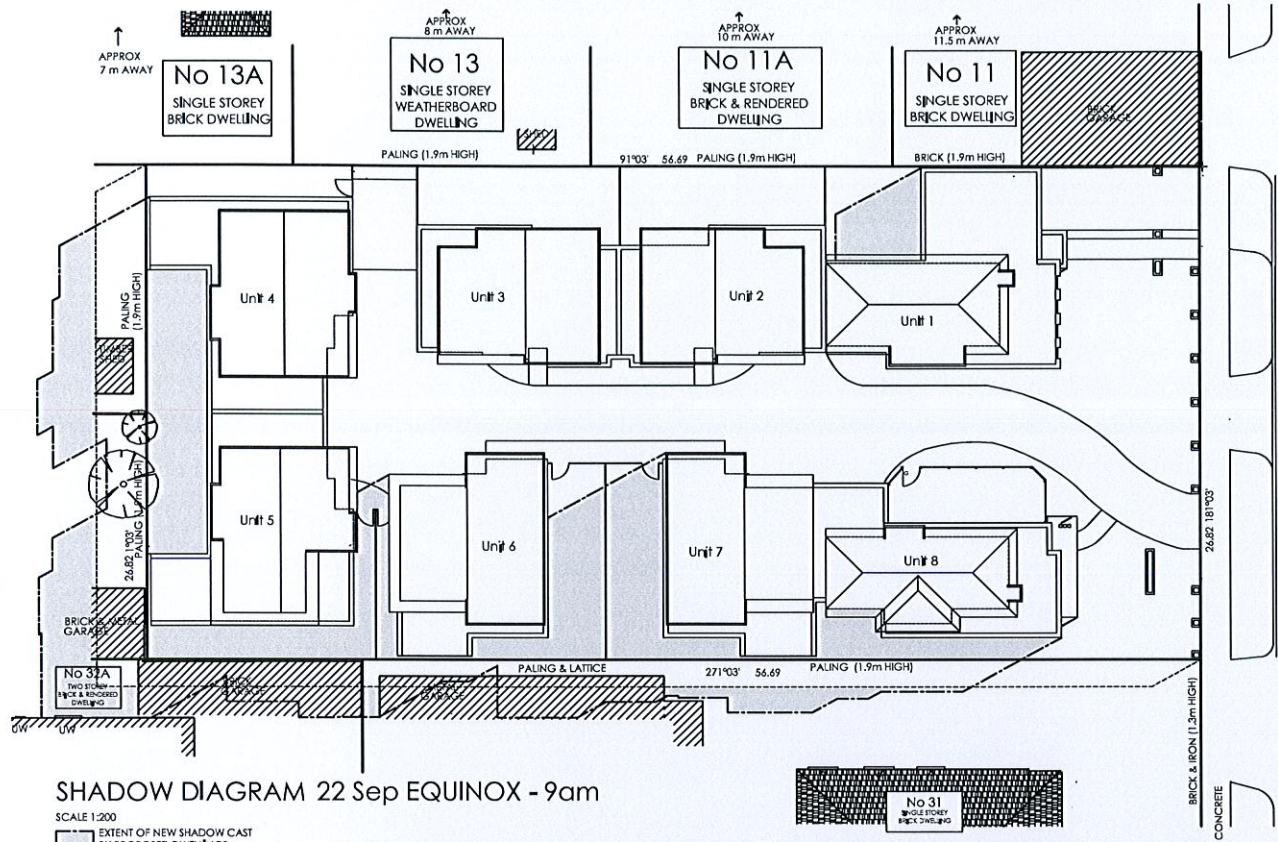 APPROX
7 m AWAY
No 13A
SINGLE STOREY
BRICK DWELLING
APPROX
8 m AWAY
No 13
SINGLE STOREY
WEATHERBOARD
DWELLING
SHED
APPROX
10 m AWAY
No 11A
SINGLE STOREY
BRICK & RENDERED
DWELLING
APPROX
11.5 m AWAY
No 11
SINGLE STOREY
BRICK DWELLING
BRICK
GARAGE
PALING (1.9m HIGH)
91°03' 56.69 PALING (1.9m HIGH)
BRICK (1.9m HIGH)
PALING
(1.9m HIGH)
Unit 4
Unit 3
Unit 2
Unit 1
SHED
26.82 1°03'
PALING
Unit 5
Unit 6
Unit 7
Unit 8
26.82 181°03'
BRICK & METAL
GARAGE
No 32A
TWO STOREY
BRICK & RENDERED
DWELLING
GARAGE
GARAGE
PALING & LATTICE
271°03' 56.69
PALING (1.9m HIGH)
UW
UW
BRICK & IRON (1.3m HIGH)
CONCRETE
No 31
SINGLE STOREY
BRICK DWELLING
SHADOW DIAGRAM 22 Sep EQUINOX - 9am
SCALE 1:200
EXTENT OF NEW SHADOW CAST